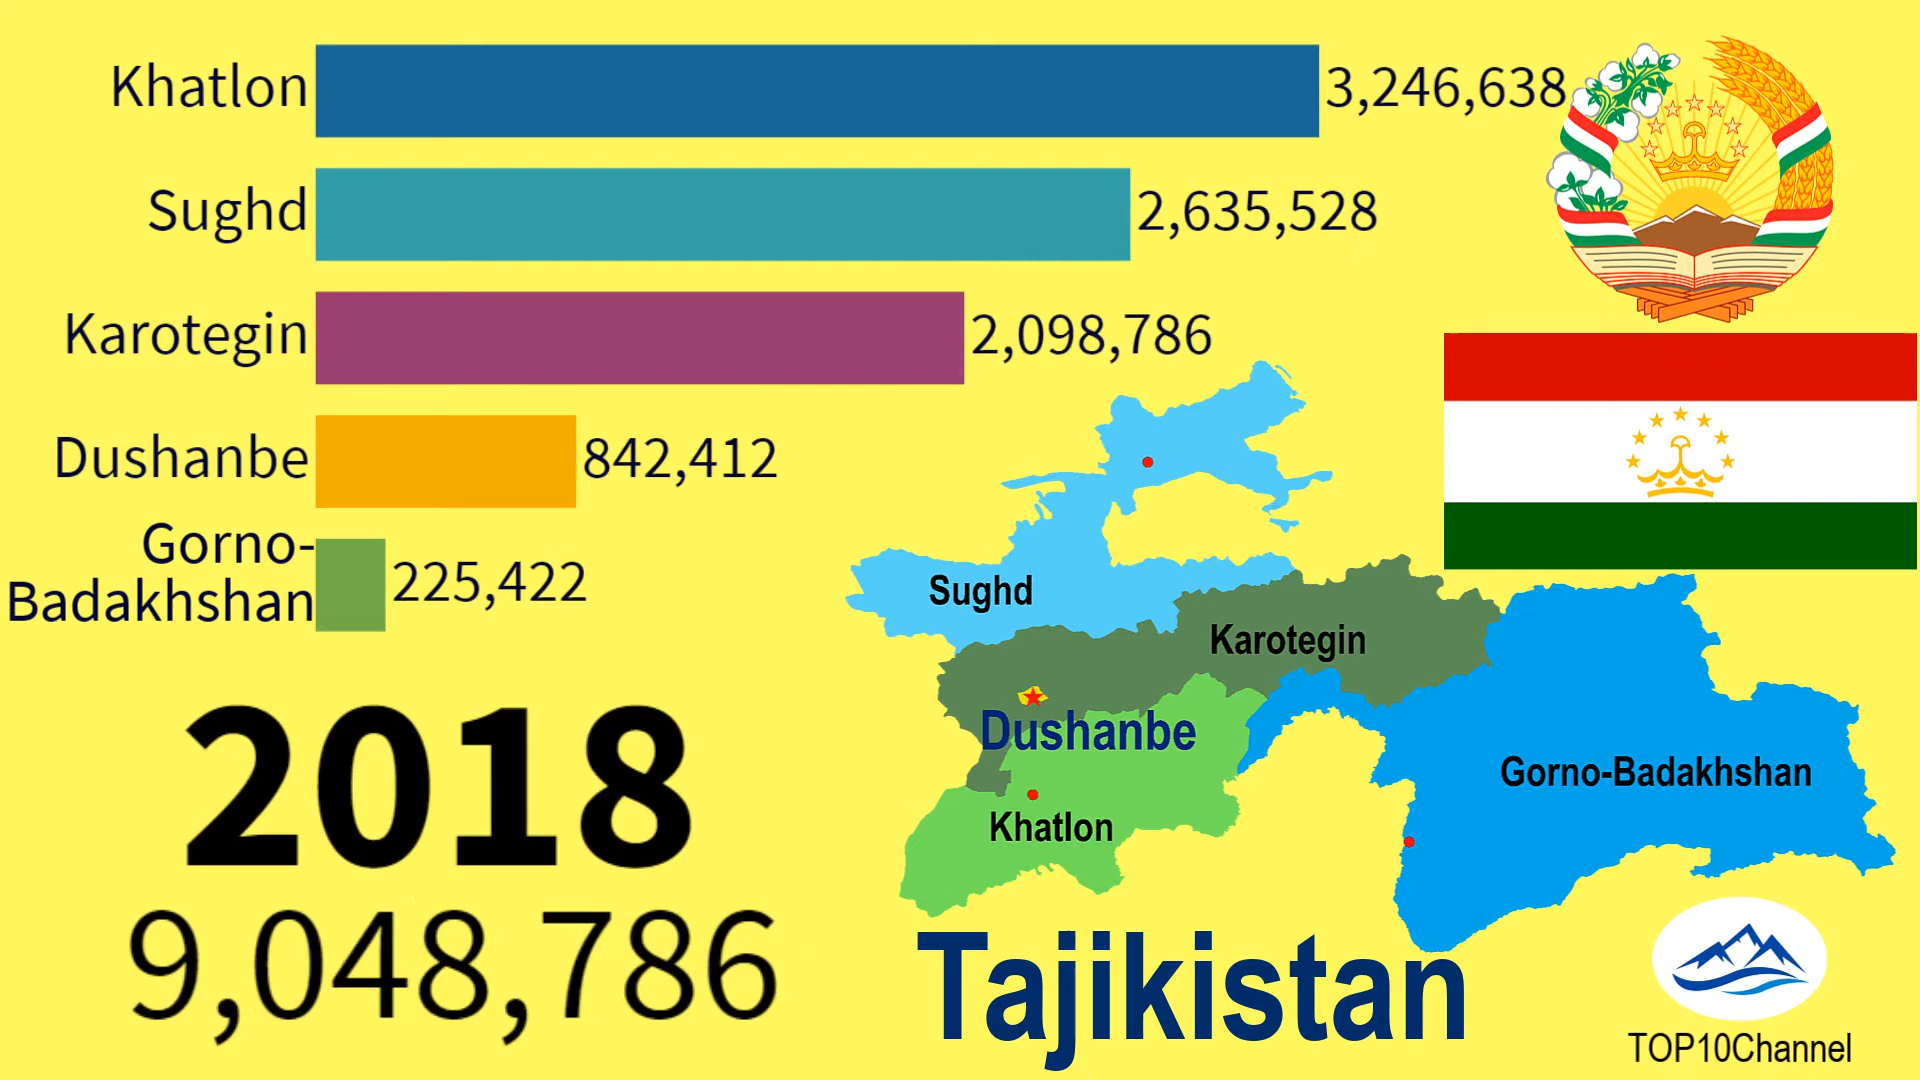 Khatlon 3,246,638
Sughd 2,635,528
Karotegin 2,098,786
Dushanbe 842,412
Gorno-
Badakhshan 225,422
2018
9,048,786
Sughd
Karotegin
Dushanbe
Gorno-Badakhshan
Khatlon
Tajikistan
TOP10Channel